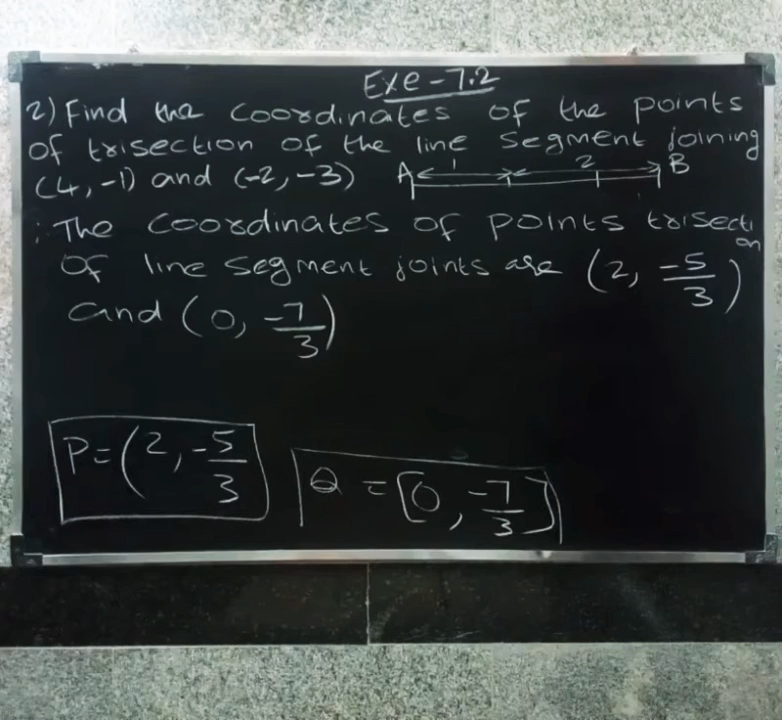 Exe-7.2
2) Find the coordinates of the points
of trisection of the line segment joining
(4, -1) and (-2, -3) A 1 2 B
: The coordinates of points trisection
of line segment joints are (2, -5/3)
and (0, -7/3)
P = (2, -5/3
Q = [0, -7/3]